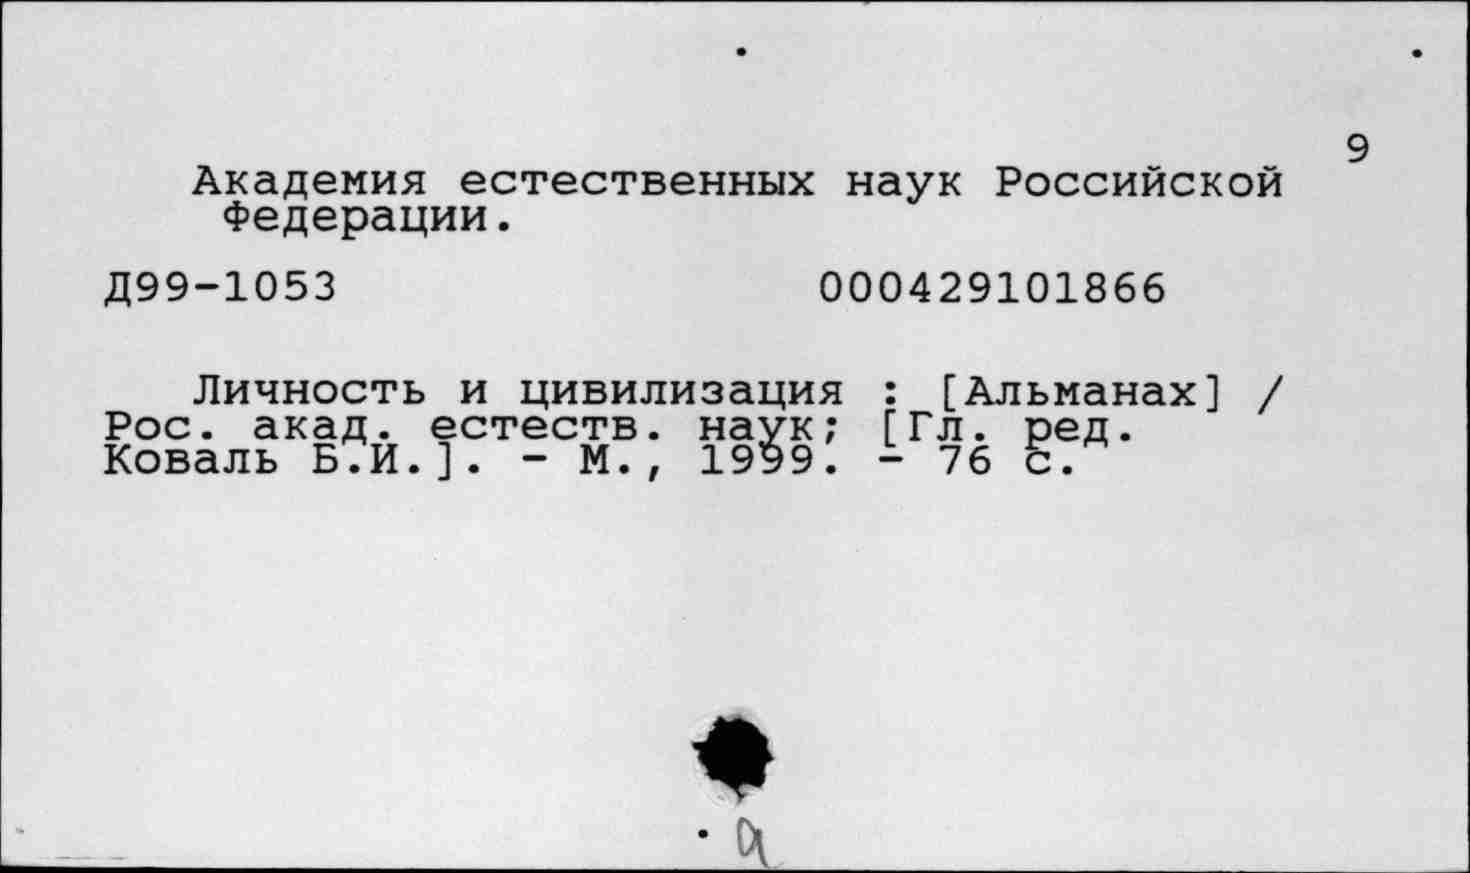 9
Академия естественных наук Российской
Федерации.
Д99-1053 000429101866
Личность и цивилизация : [Альманах] /
Рос. акад. естеств. наук; [Гл. ред.
Коваль Б.И.]. - М., 1999. - 76 с.